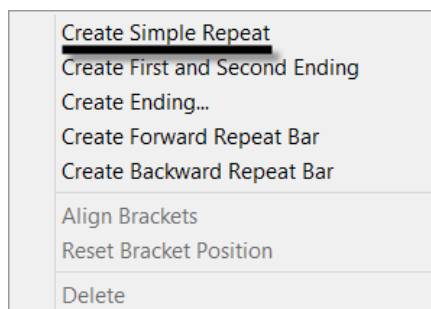 Create Simple Repeat
Create First and Second Ending
Create Ending...
Create Forward Repeat Bar
Create Backward Repeat Bar
Align Brackets
Reset Bracket Position
Delete